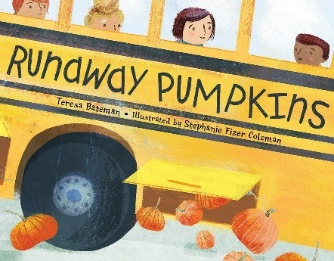 Runaway Pumpkins
Teresa Bateman • Illustrated by Stephanie Fizer Coleman